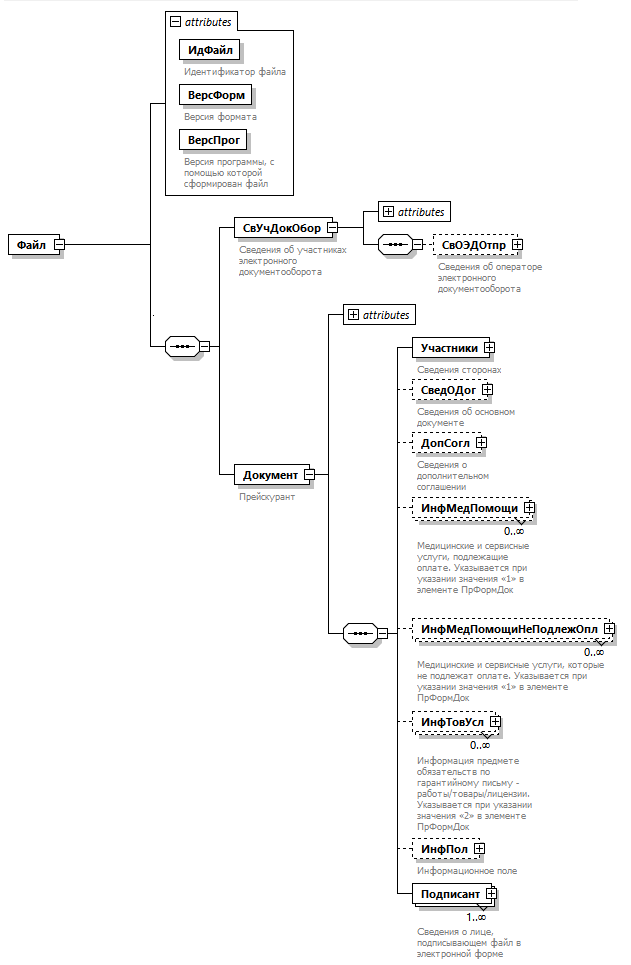 attributes
ИдФайл
Идентификатор файла
ВерсФорм
Версия формата
ВерсПрог
Версия программы, с
помощью которой
сформирован файл
Файл
СвУчДокОбор
Сведения об участниках
электронного
документооборота
attributes
СвОЭДОтпр
Сведения об операторе
электронного
документооборота
Документ
Прейскурант
attributes
Участники
Сведения сторонах
СведОДог
Сведения об основном
документе
ДопСогл
Сведения о
дополнительном
соглашении
ИнфМедПомощи
0..∞
Медицинские и сервисные
услуги, подлежащие
оплате. Указывается при
указании значения «1» в
элементе ПрФормДок
ИнфМедПомощиНеПодлежОпл
0..∞
Медицинские и сервисные услуги, которые
не подлежат оплате. Указывается при
указании значения «1» в элементе
ПрФормДок
ИнфТовУсл
0..∞
Информация предмете
обязательств по
гарантийному письму -
работы/товары/лицензии.
Указывается при указании
значения «2» в элементе
ПрФормДок
ИнфПол
Информационное поле
Подписант
1..∞
Сведения о лице,
подписывающем файл в
электронной форме